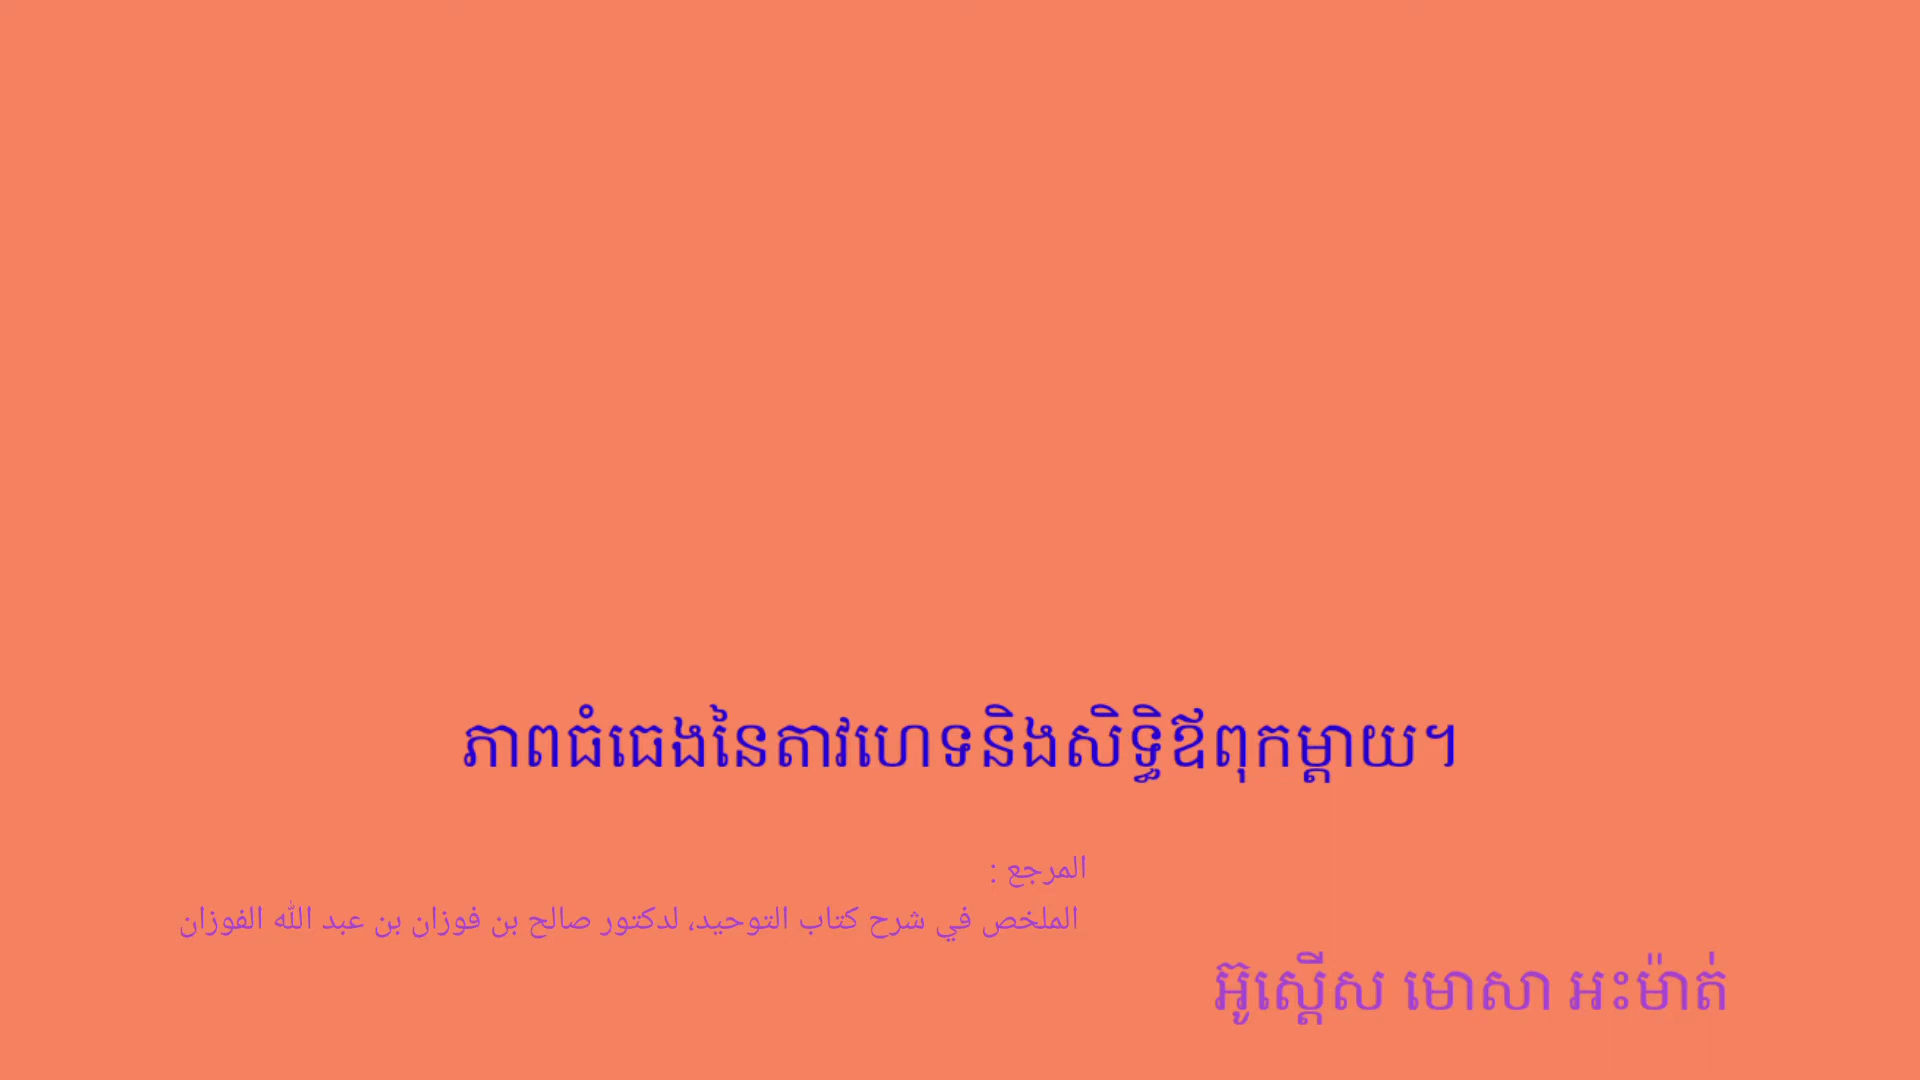 ភាពធំធេងនៃតាវហេទនិងសិទ្ធិឪពុកម្ដាយ។
المرجع :
الملخص في شرح كتاب التوحيد، لدكتور صالح بن فوزان بن عبد الله الفوزان
អ៊ូស្តើស មោសា អះម៉ាត់